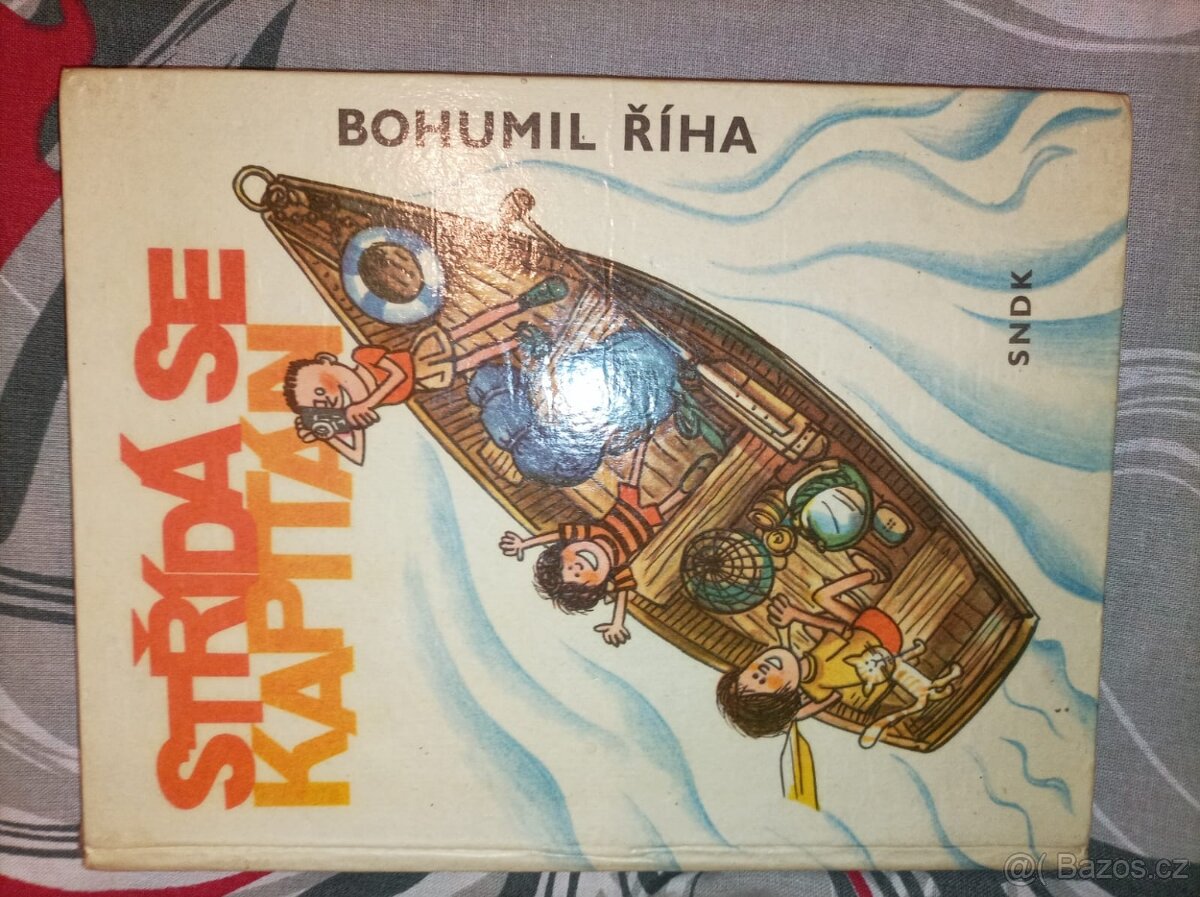 BOHUMIL ŘÍHA
STŘÍDÁ SE
KAPITÁN
SNDK
@( Bazos.cz